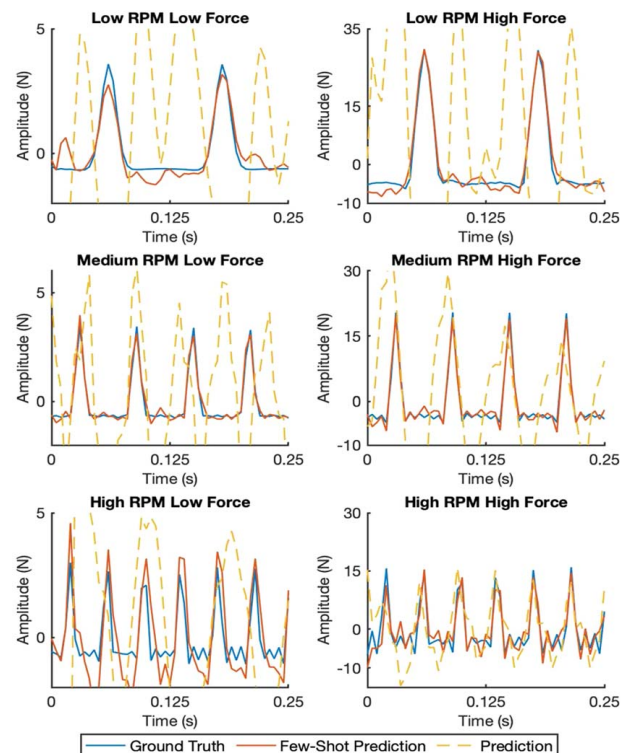 Low RPM Low Force
5
0
Amplitude (N)
0
0.125
0.25
Time (s)
Low RPM High Force
35
15
0
-10
Amplitude (N)
0
0.125
0.25
Time (s)
Medium RPM Low Force
5
0
Amplitude (N)
0
0.125
0.25
Time (s)
Medium RPM High Force
30
15
0
-10
Amplitude (N)
0
0.125
0.25
Time (s)
High RPM Low Force
5
0
Amplitude (N)
0
0.125
0.25
Time (s)
High RPM High Force
30
15
0
-10
Amplitude (N)
0
0.125
0.25
Time (s)
Ground Truth
Few-Shot Prediction
Prediction